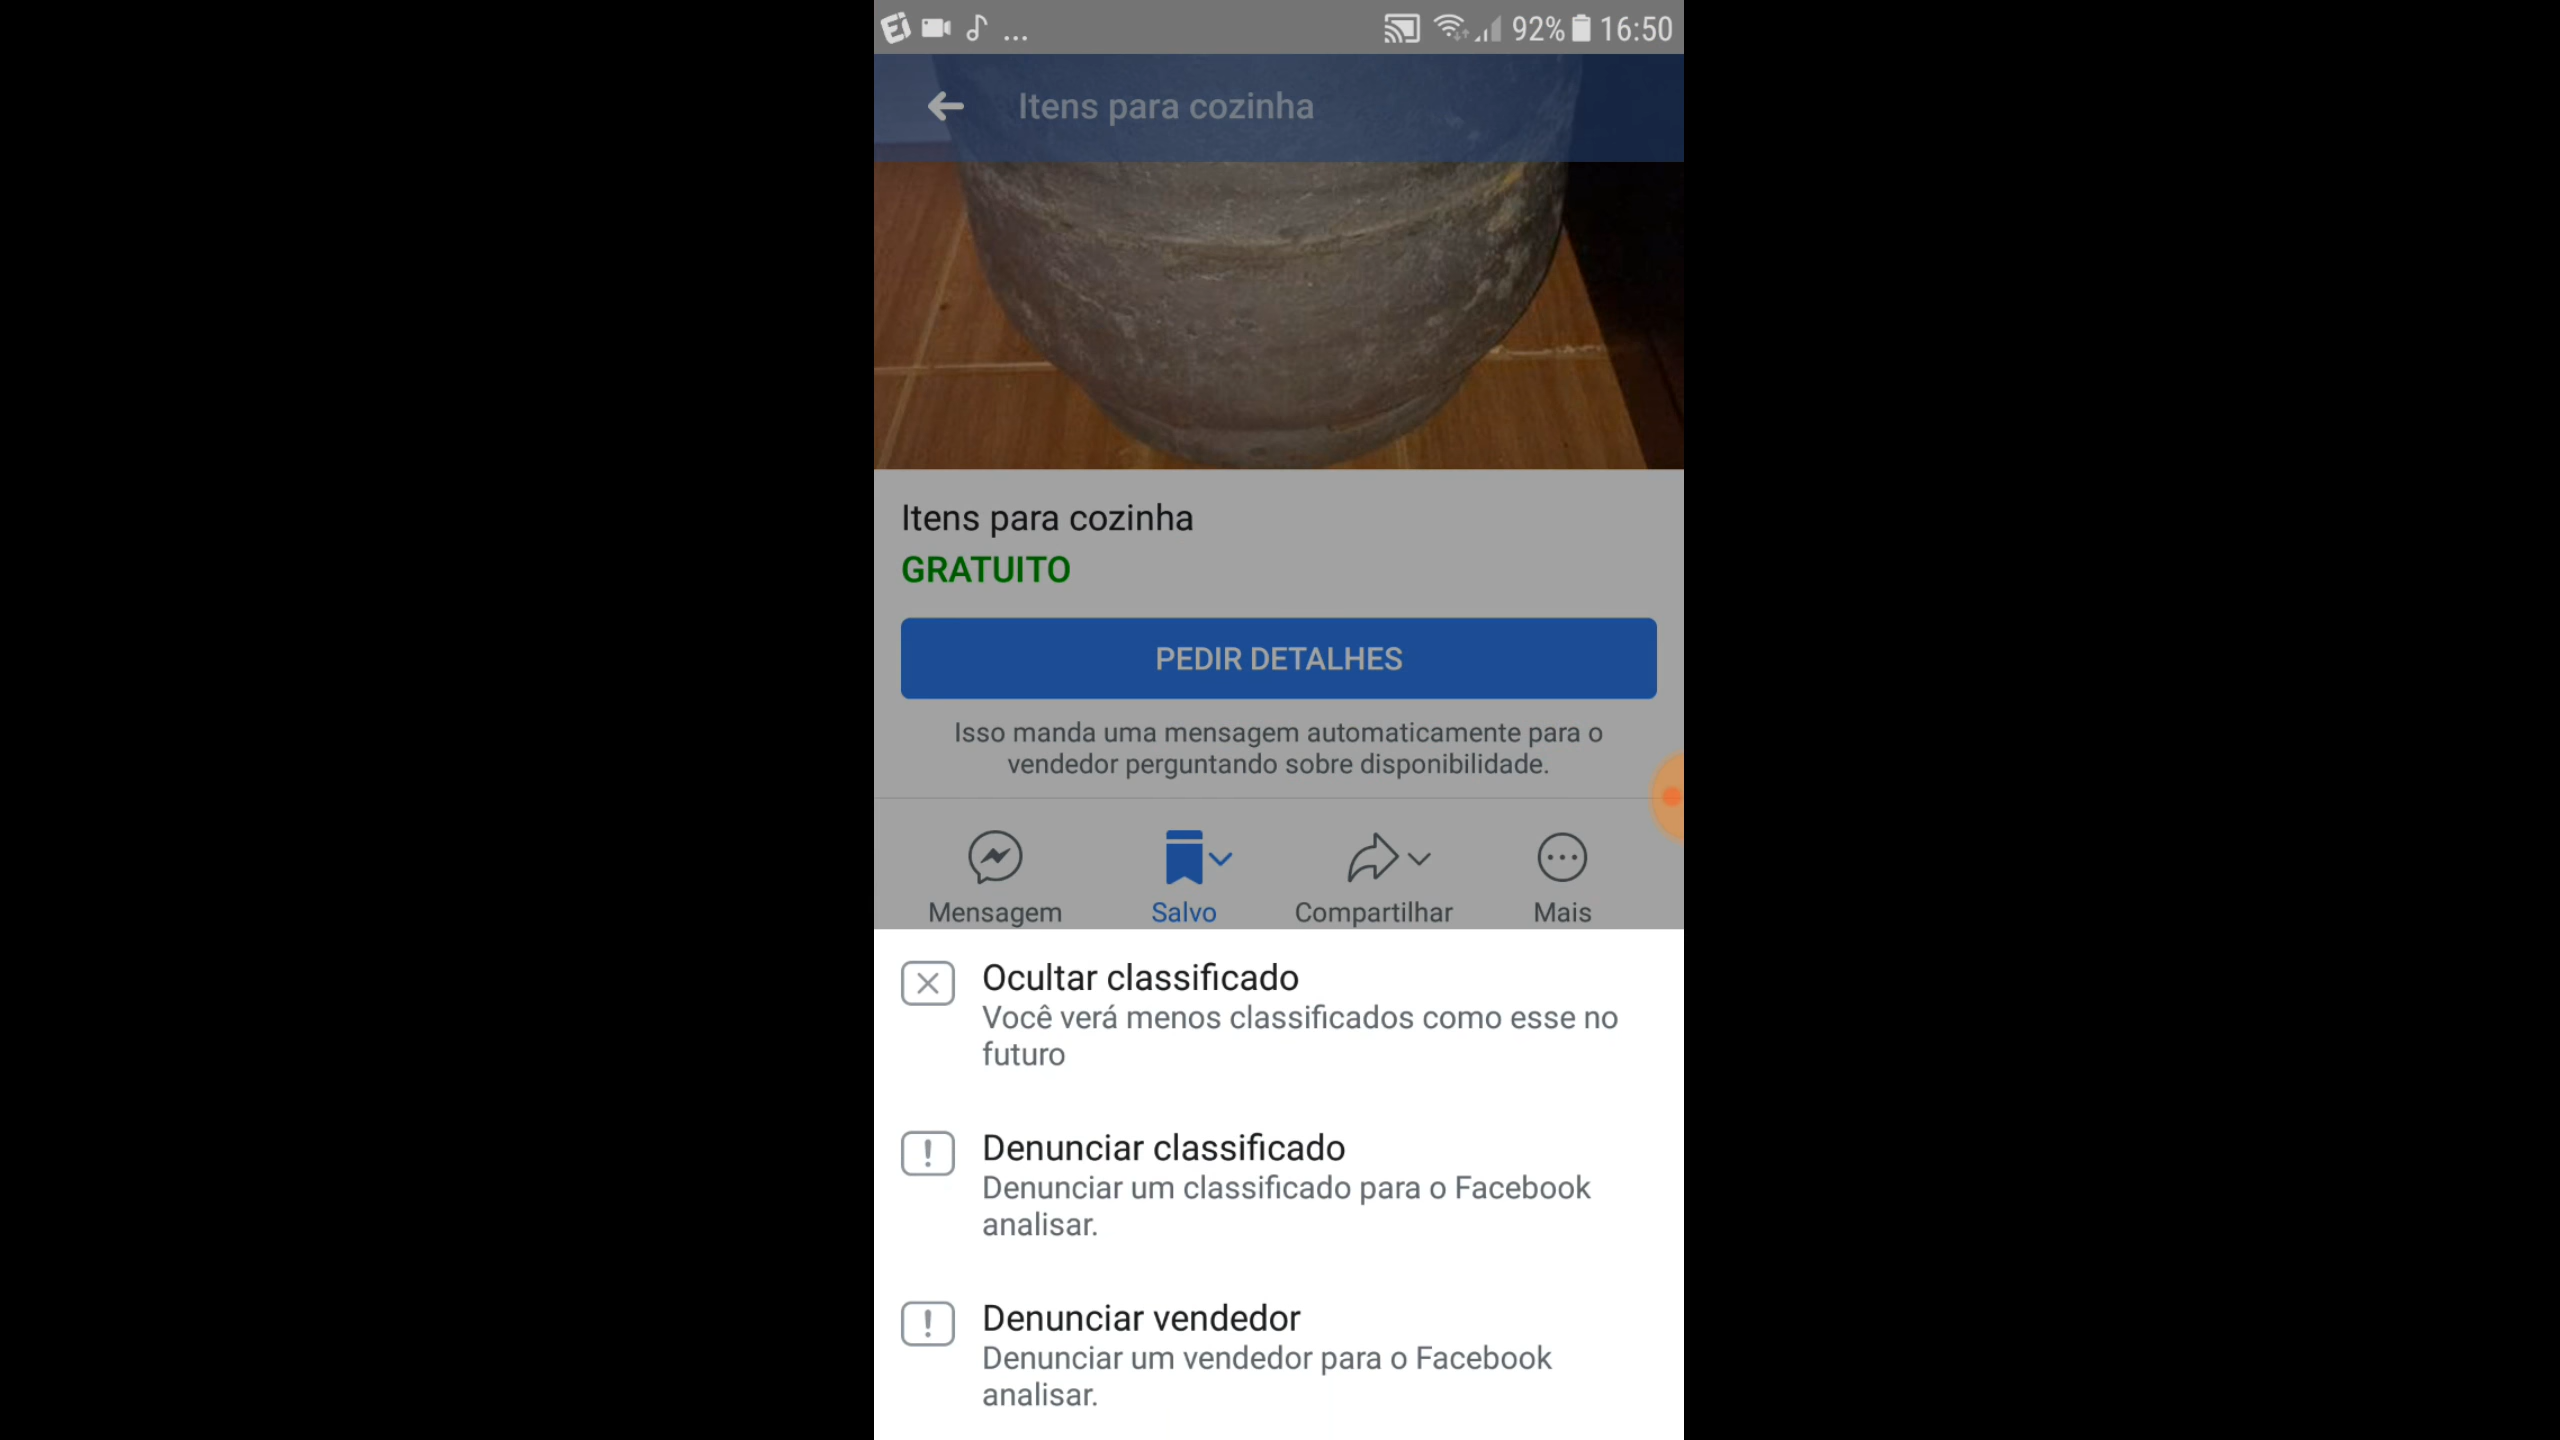 Ei ... 92% 16:50
Itens para cozinha
Itens para cozinha
GRATUITO
PEDIR DETALHES
Isso manda uma mensagem automaticamente para o
vendedor perguntando sobre disponibilidade.
Mensagem Salvo Compartilhar Mais
Ocultar classificado
Você verá menos classificados como esse no
futuro
Denunciar classificado
Denunciar um classificado para o Facebook
analisar.
Denunciar vendedor
Denunciar um vendedor para o Facebook
analisar.